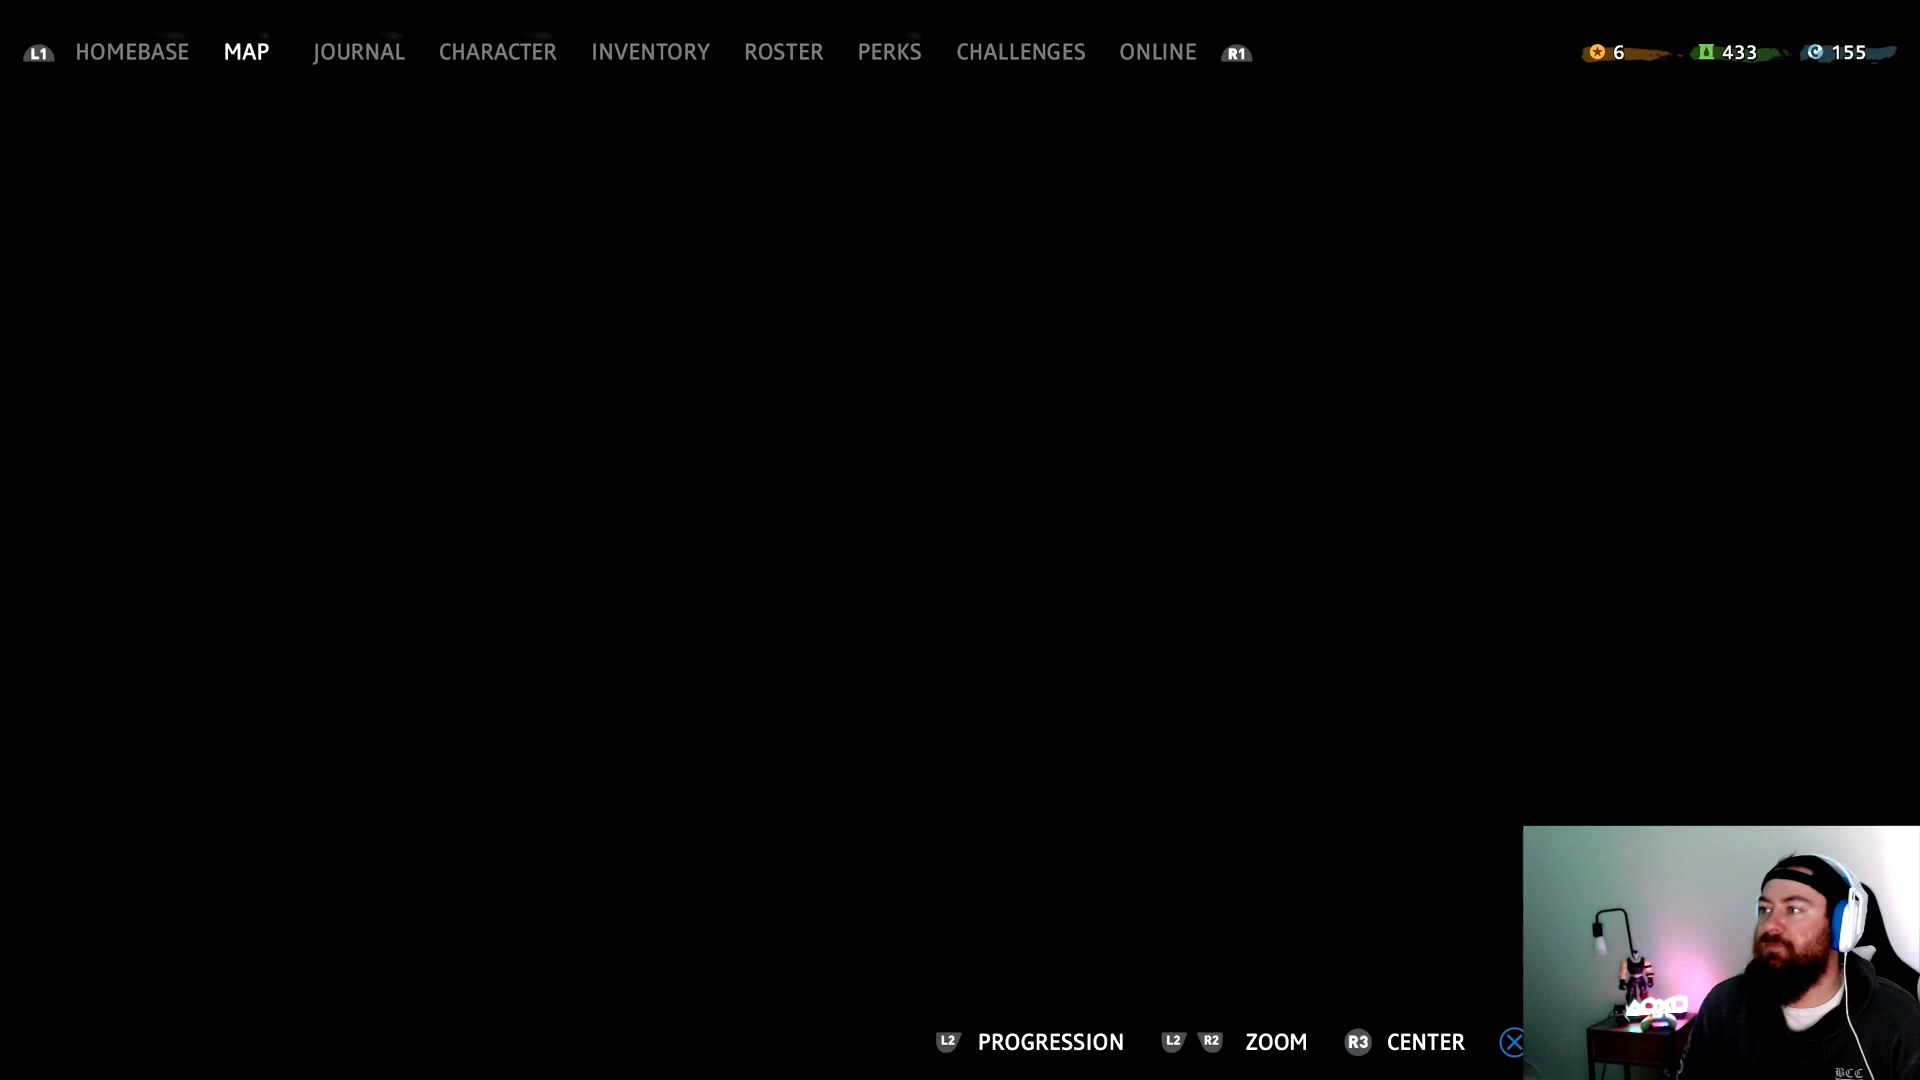 L1 HOMEBASE MAP JOURNAL CHARACTER INVENTORY ROSTER PERKS CHALLENGES ONLINE R1 6 433 155
L2 PROGRESSION L2 R2 ZOOM R3 CENTER
BCC